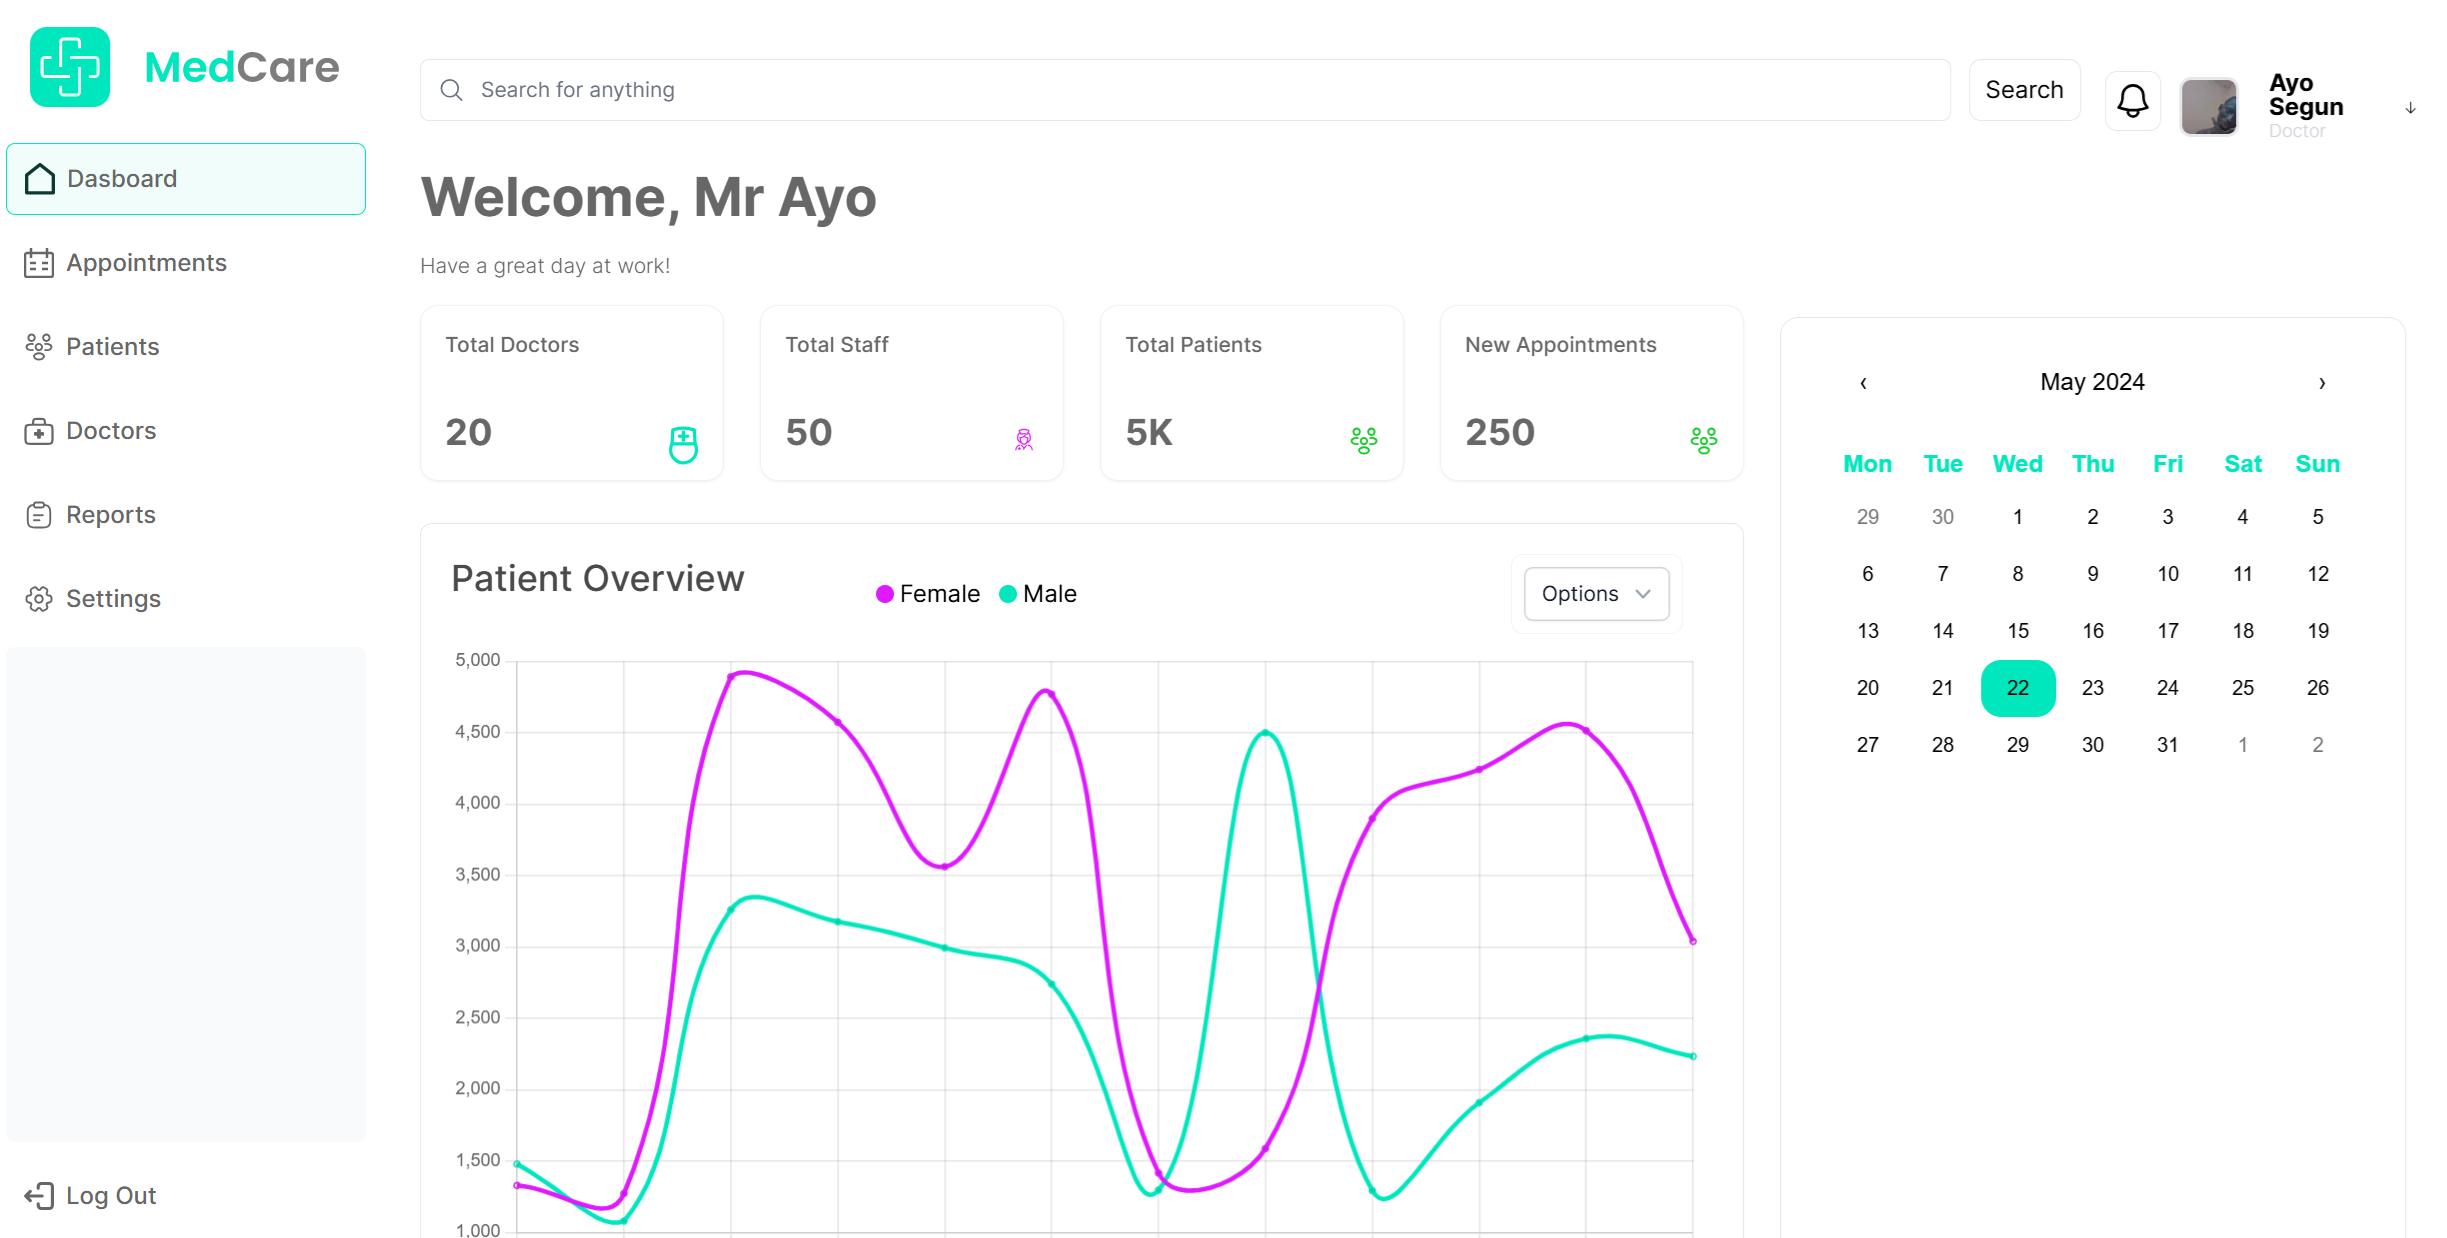 MedCare
Dasboard
Appointments
Patients
Doctors
Reports
Settings
Log Out
Search for anything
Search
Ayo
Segun
Doctor
Welcome, Mr Ayo
Have a great day at work!
Total Doctors
20
Total Staff
50
Total Patients
5K
New Appointments
250
Patient Overview
Female Male
Options
5,000
4,500
4,000
3,500
3,000
2,500
2,000
1,500
1,000
‹ May 2024 ›
Mon Tue Wed Thu Fri Sat Sun
29 30 1 2 3 4 5
6 7 8 9 10 11 12
13 14 15 16 17 18 19
20 21 22 23 24 25 26
27 28 29 30 31 1 2